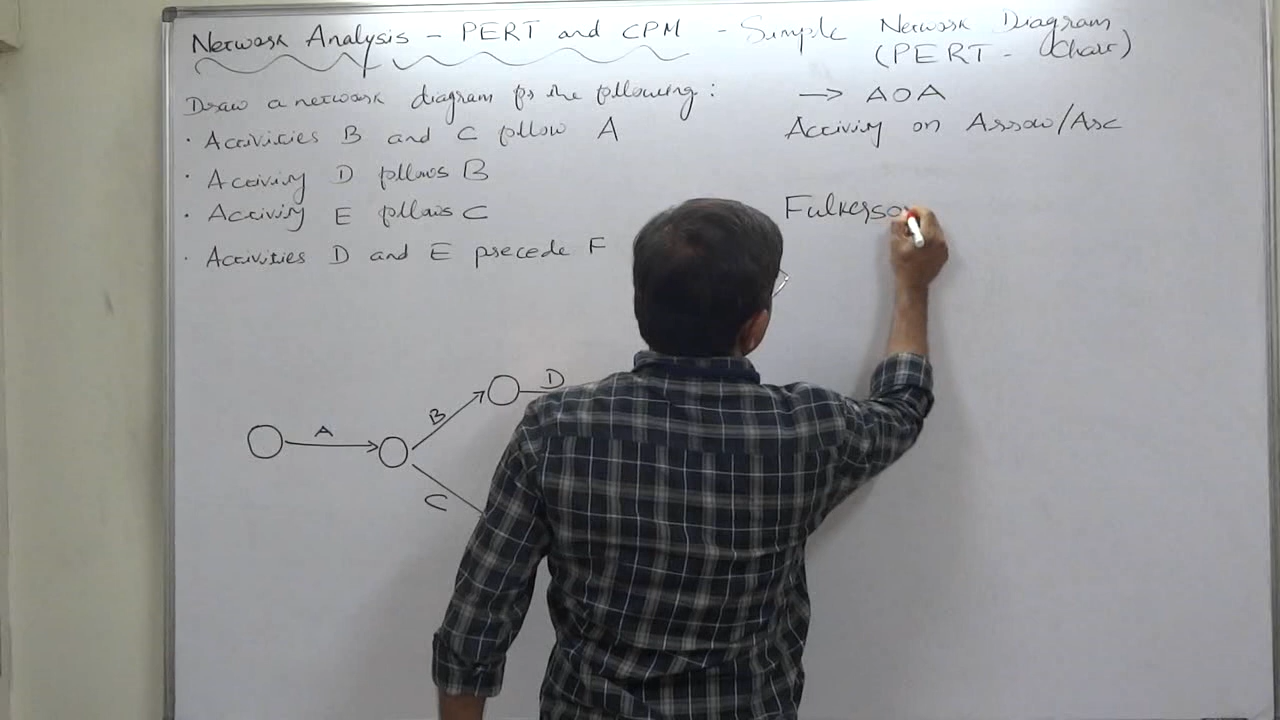 Network Analysis - PERT and CPM - Simple Network Diagram
(PERT - Chart)
Draw a network diagram for the following:
→ AOA
· Activities B and C follow A
Activity on Arrow/Arc
· Activity D follows B
· Activity E follows C
Fulkerso
· Activities D and E precede F
D
B
A
C